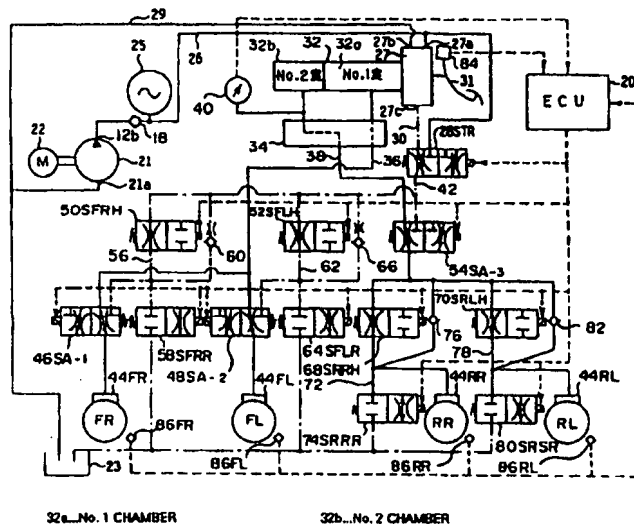 29
26
25
22
M
12b
18
21
21a
40
32b
32
32a
No.2室
No.1室
27b
27
27a
84
31
27c
30
34
38
36
28STR
42
ECU
20
50SFRH
52SFLH
54SA-3
56
60
62
66
70SRLH
46SA-1
58SFRR
48SA-2
64SFLR
68SRRH
76
78
82
72
44FR
44FL
44RR
44RL
FR
FL
RR
RL
74SRRR
80SRSR
86FR
86FL
86RR
86RL
23
32a...No. 1 CHAMBER
32b...No. 2 CHAMBER